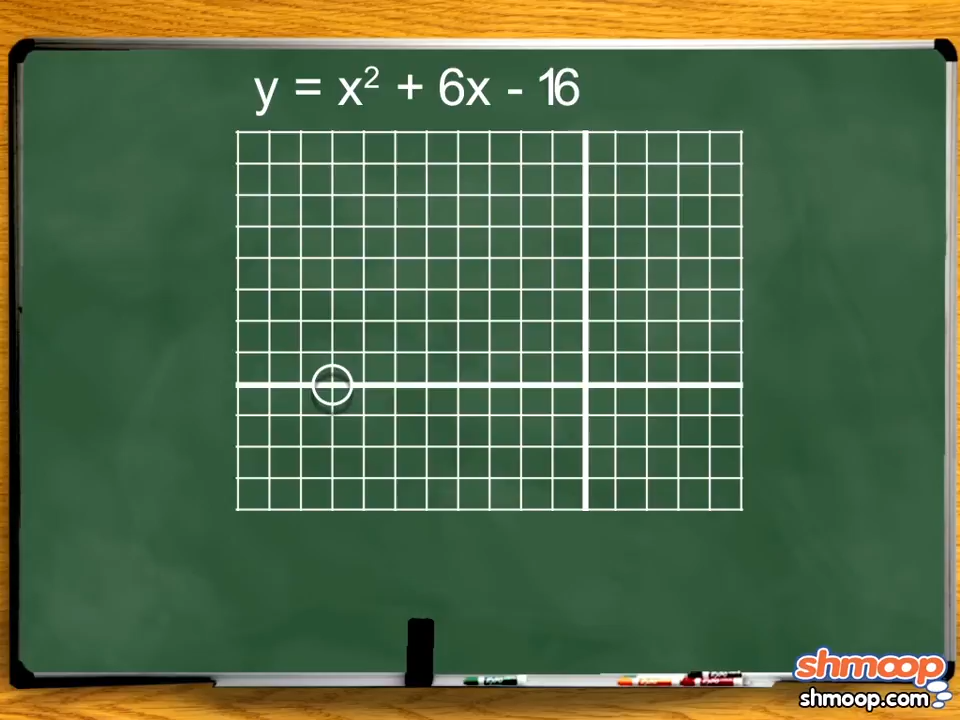 y = x² + 6x - 16
shmoop
shmoop.com